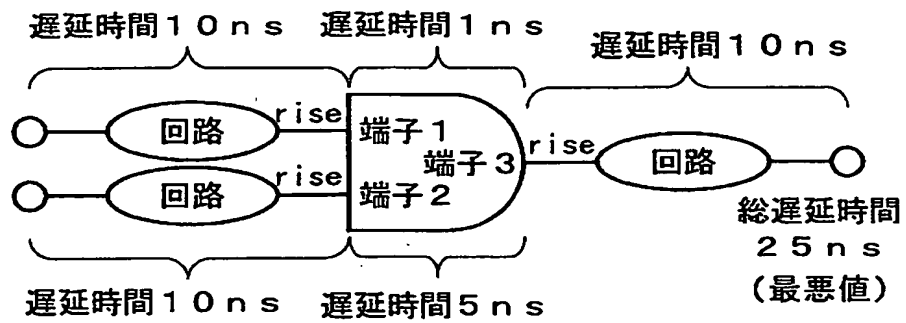 遅延時間１０ｎｓ
遅延時間１ｎｓ
遅延時間１０ｎｓ
回路
rise
端子１
端子３
rise
回路
回路
rise
端子２
総遅延時間
２５ｎｓ
（最悪値）
遅延時間１０ｎｓ
遅延時間５ｎｓ